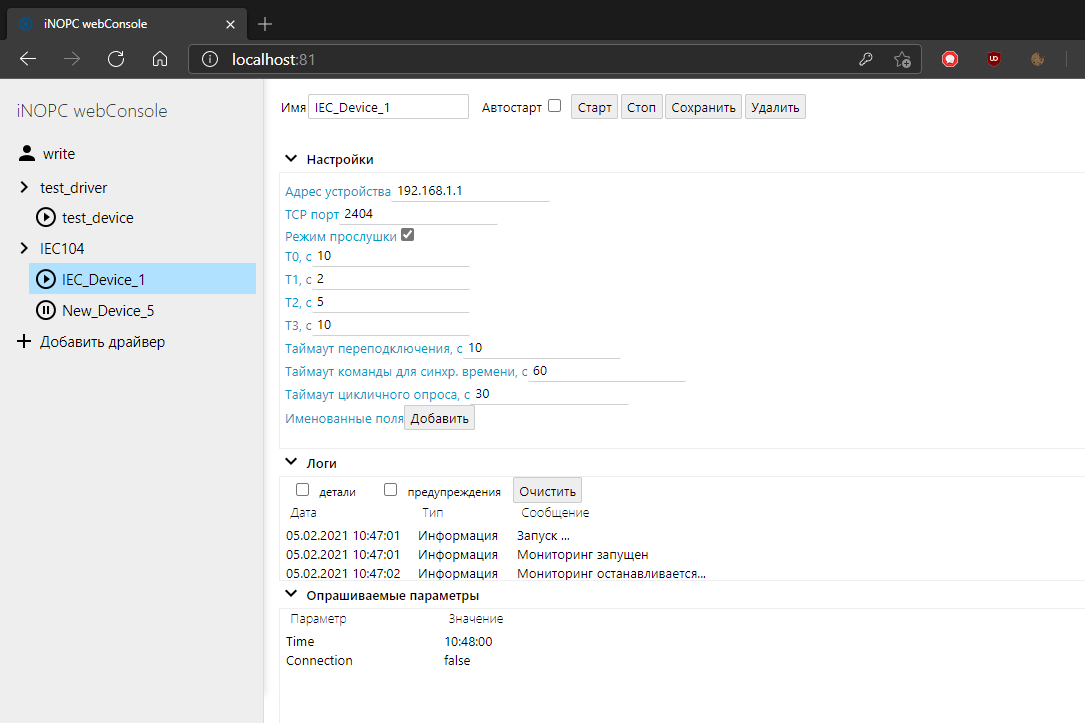 iNOPC webConsole
localhost:81
iNOPC webConsole
write
test_driver
test_device
IEC104
IEC_Device_1
New_Device_5
Добавить драйвер
Имя IEC_Device_1 Автостарт Старт Стоп Сохранить Удалить
Настройки
Адрес устройства 192.168.1.1
TCP порт 2404
Режим прослушки
T0, с 10
T1, с 2
T2, с 5
T3, с 10
Таймаут переподключения, с 10
Таймаут команды для синхр. времени, с 60
Таймаут цикличного опроса, с 30
Именованные поля Добавить
Логи
детали предупреждения Очистить
Дата Тип Сообщение
05.02.2021 10:47:01 Информация Запуск ...
05.02.2021 10:47:01 Информация Мониторинг запущен
05.02.2021 10:47:02 Информация Мониторинг останавливается...
Опрашиваемые параметры
Параметр Значение
Time 10:48:00
Connection false